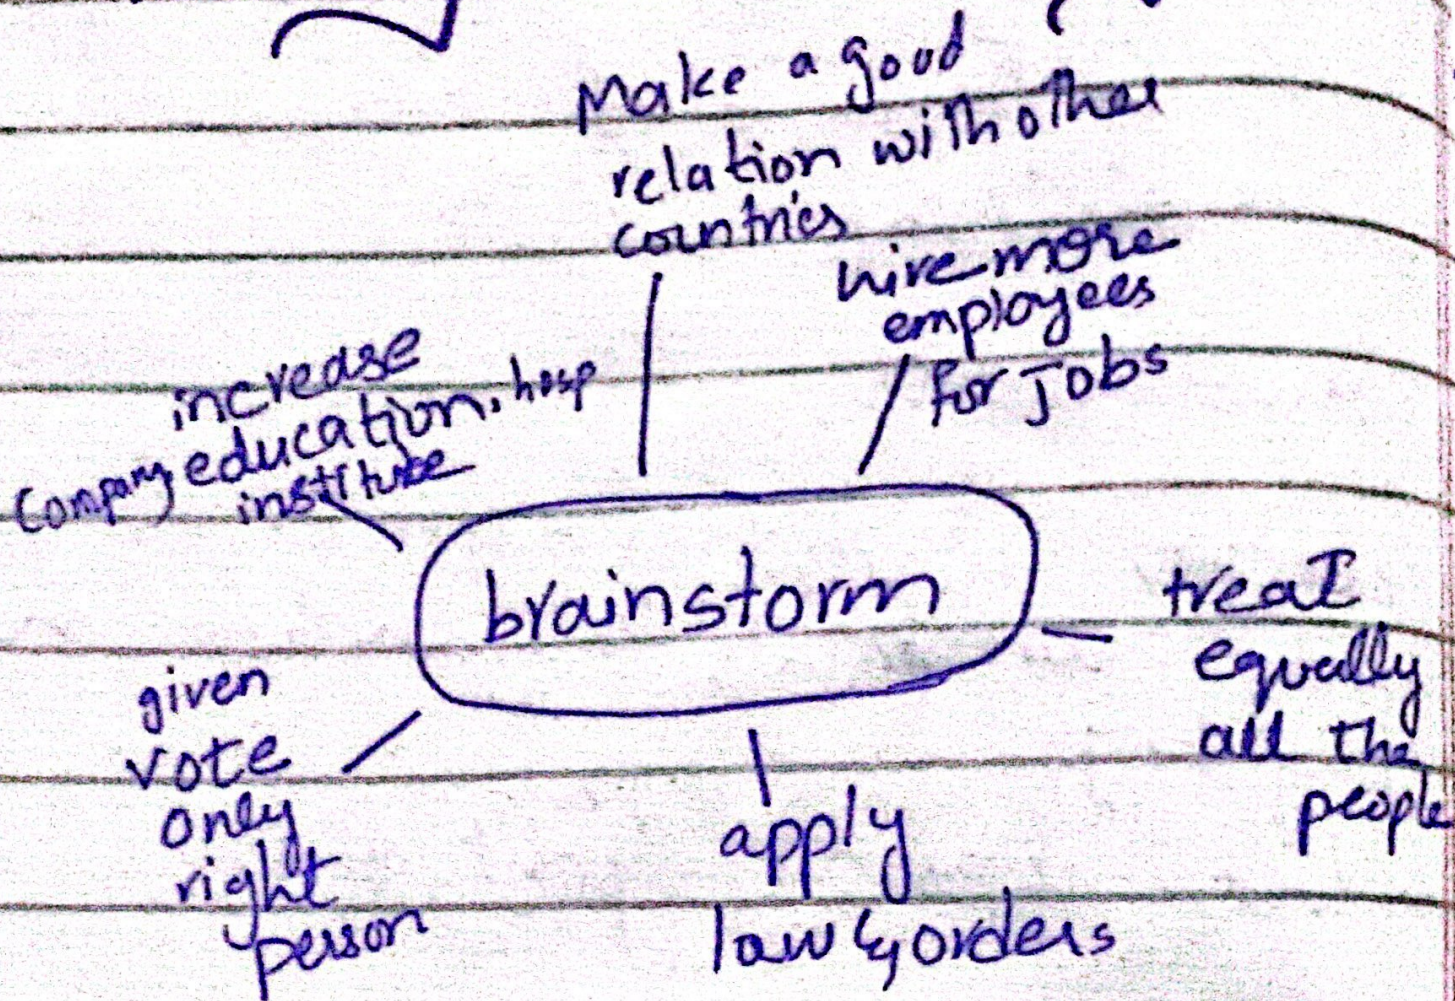 Make a good
relation with other
countries
hire more
employees
for Jobs
increase
education, hosp
Company
institute
brainstorm
treat
equally
all the
people
given
vote
only
right
person
apply
law & orders